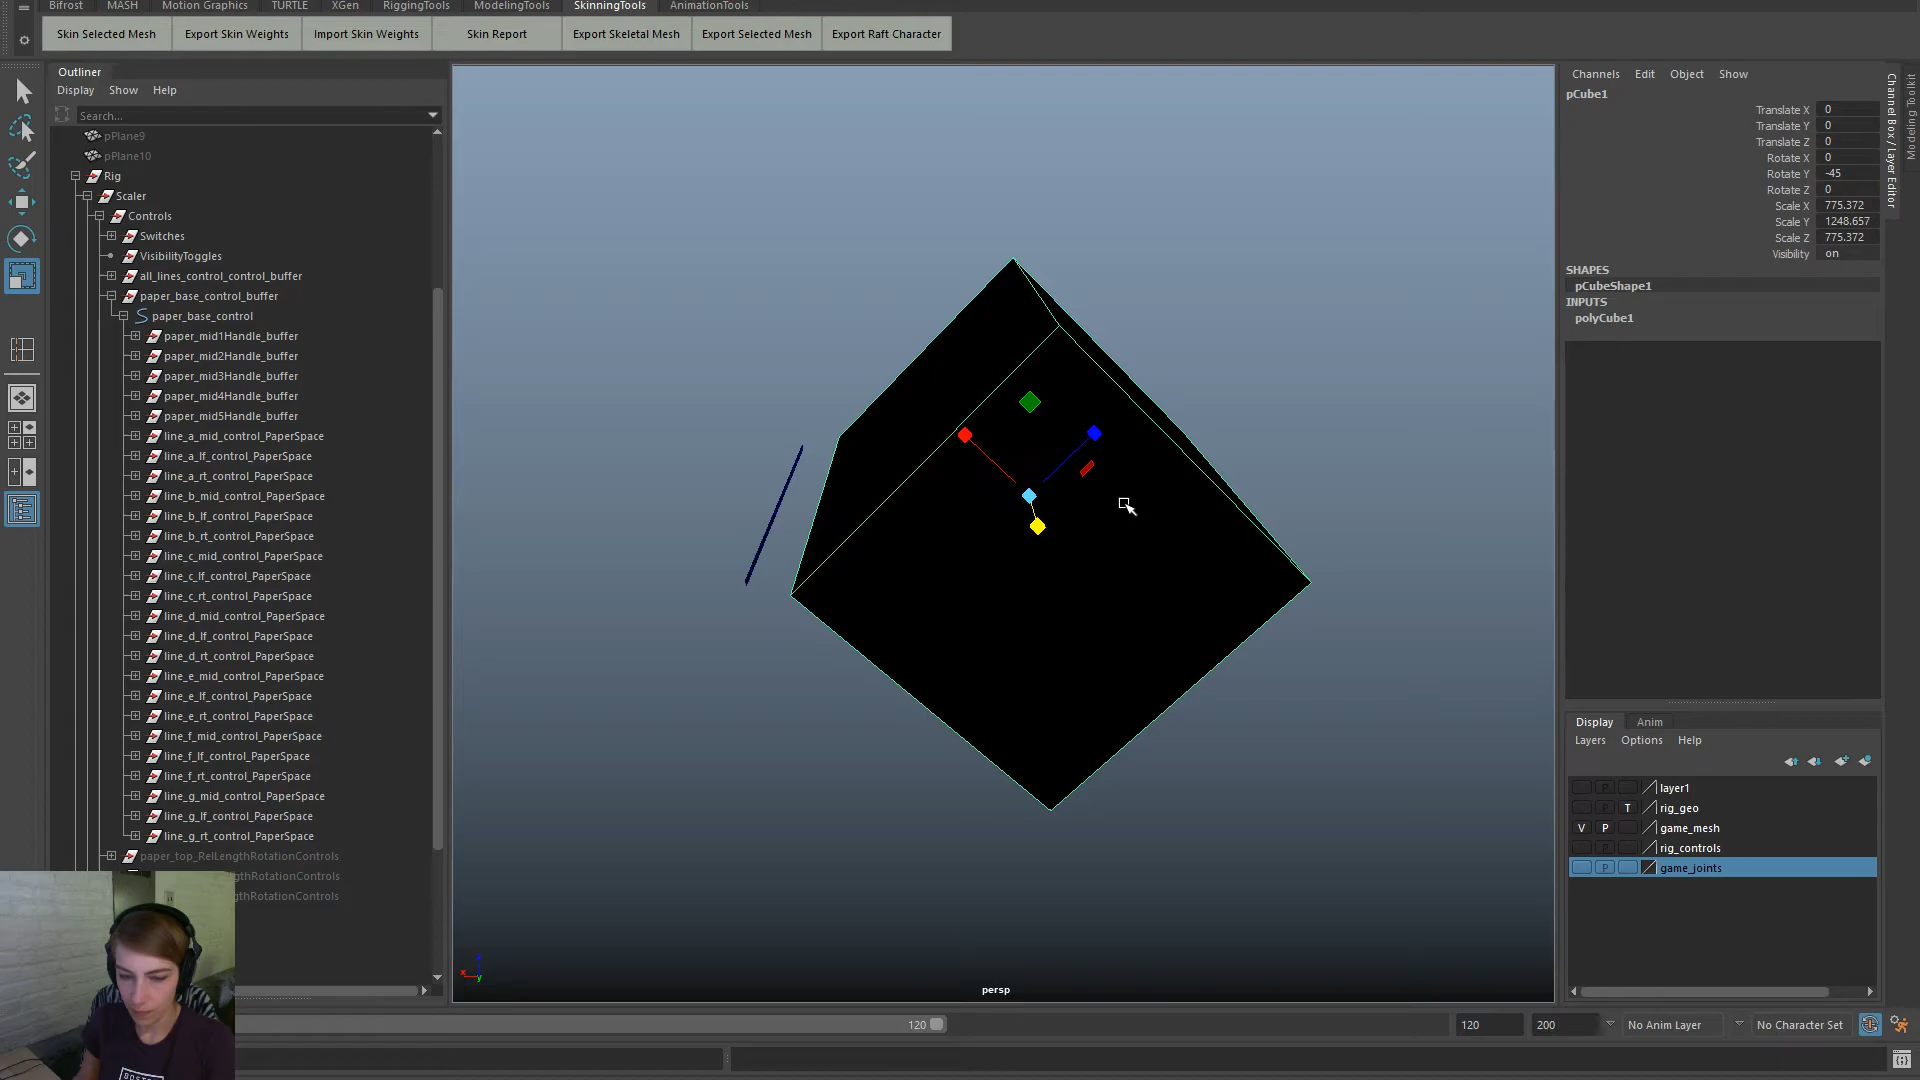 Bifrost MASH Motion Graphics TURTLE XGen RiggingTools ModelingTools SkinningTools AnimationTools
Skin Selected Mesh Export Skin Weights Import Skin Weights Skin Report Export Skeletal Mesh Export Selected Mesh Export Raft Character
Outliner
Display Show Help
Search...
pPlane9
pPlane10
Rig
Scaler
Controls
Switches
VisibilityToggles
all_lines_control_control_buffer
paper_base_control_buffer
paper_base_control
paper_mid1Handle_buffer
paper_mid2Handle_buffer
paper_mid3Handle_buffer
paper_mid4Handle_buffer
paper_mid5Handle_buffer
line_a_mid_control_PaperSpace
line_a_lf_control_PaperSpace
line_a_rt_control_PaperSpace
line_b_mid_control_PaperSpace
line_b_lf_control_PaperSpace
line_b_rt_control_PaperSpace
line_c_mid_control_PaperSpace
line_c_lf_control_PaperSpace
line_c_rt_control_PaperSpace
line_d_mid_control_PaperSpace
line_d_lf_control_PaperSpace
line_d_rt_control_PaperSpace
line_e_mid_control_PaperSpace
line_e_lf_control_PaperSpace
line_e_rt_control_PaperSpace
line_f_mid_control_PaperSpace
line_f_lf_control_PaperSpace
line_f_rt_control_PaperSpace
line_g_mid_control_PaperSpace
line_g_lf_control_PaperSpace
line_g_rt_control_PaperSpace
paper_top_RelLengthRotationControls
gthRotationControls
gthRotationControls
persp
Channels Edit Object Show
pCube1
Translate X 0
Translate Y 0
Translate Z 0
Rotate X 0
Rotate Y -45
Rotate Z 0
Scale X 775.372
Scale Y 1248.657
Scale Z 775.372
Visibility on
SHAPES
pCubeShape1
INPUTS
polyCube1
Channel Box / Layer Editor
Modeling Toolkit
Display Anim
Layers Options Help
P layer1
P T rig_geo
V P game_mesh
P rig_controls
P game_joints
120 120 200 No Anim Layer No Character Set